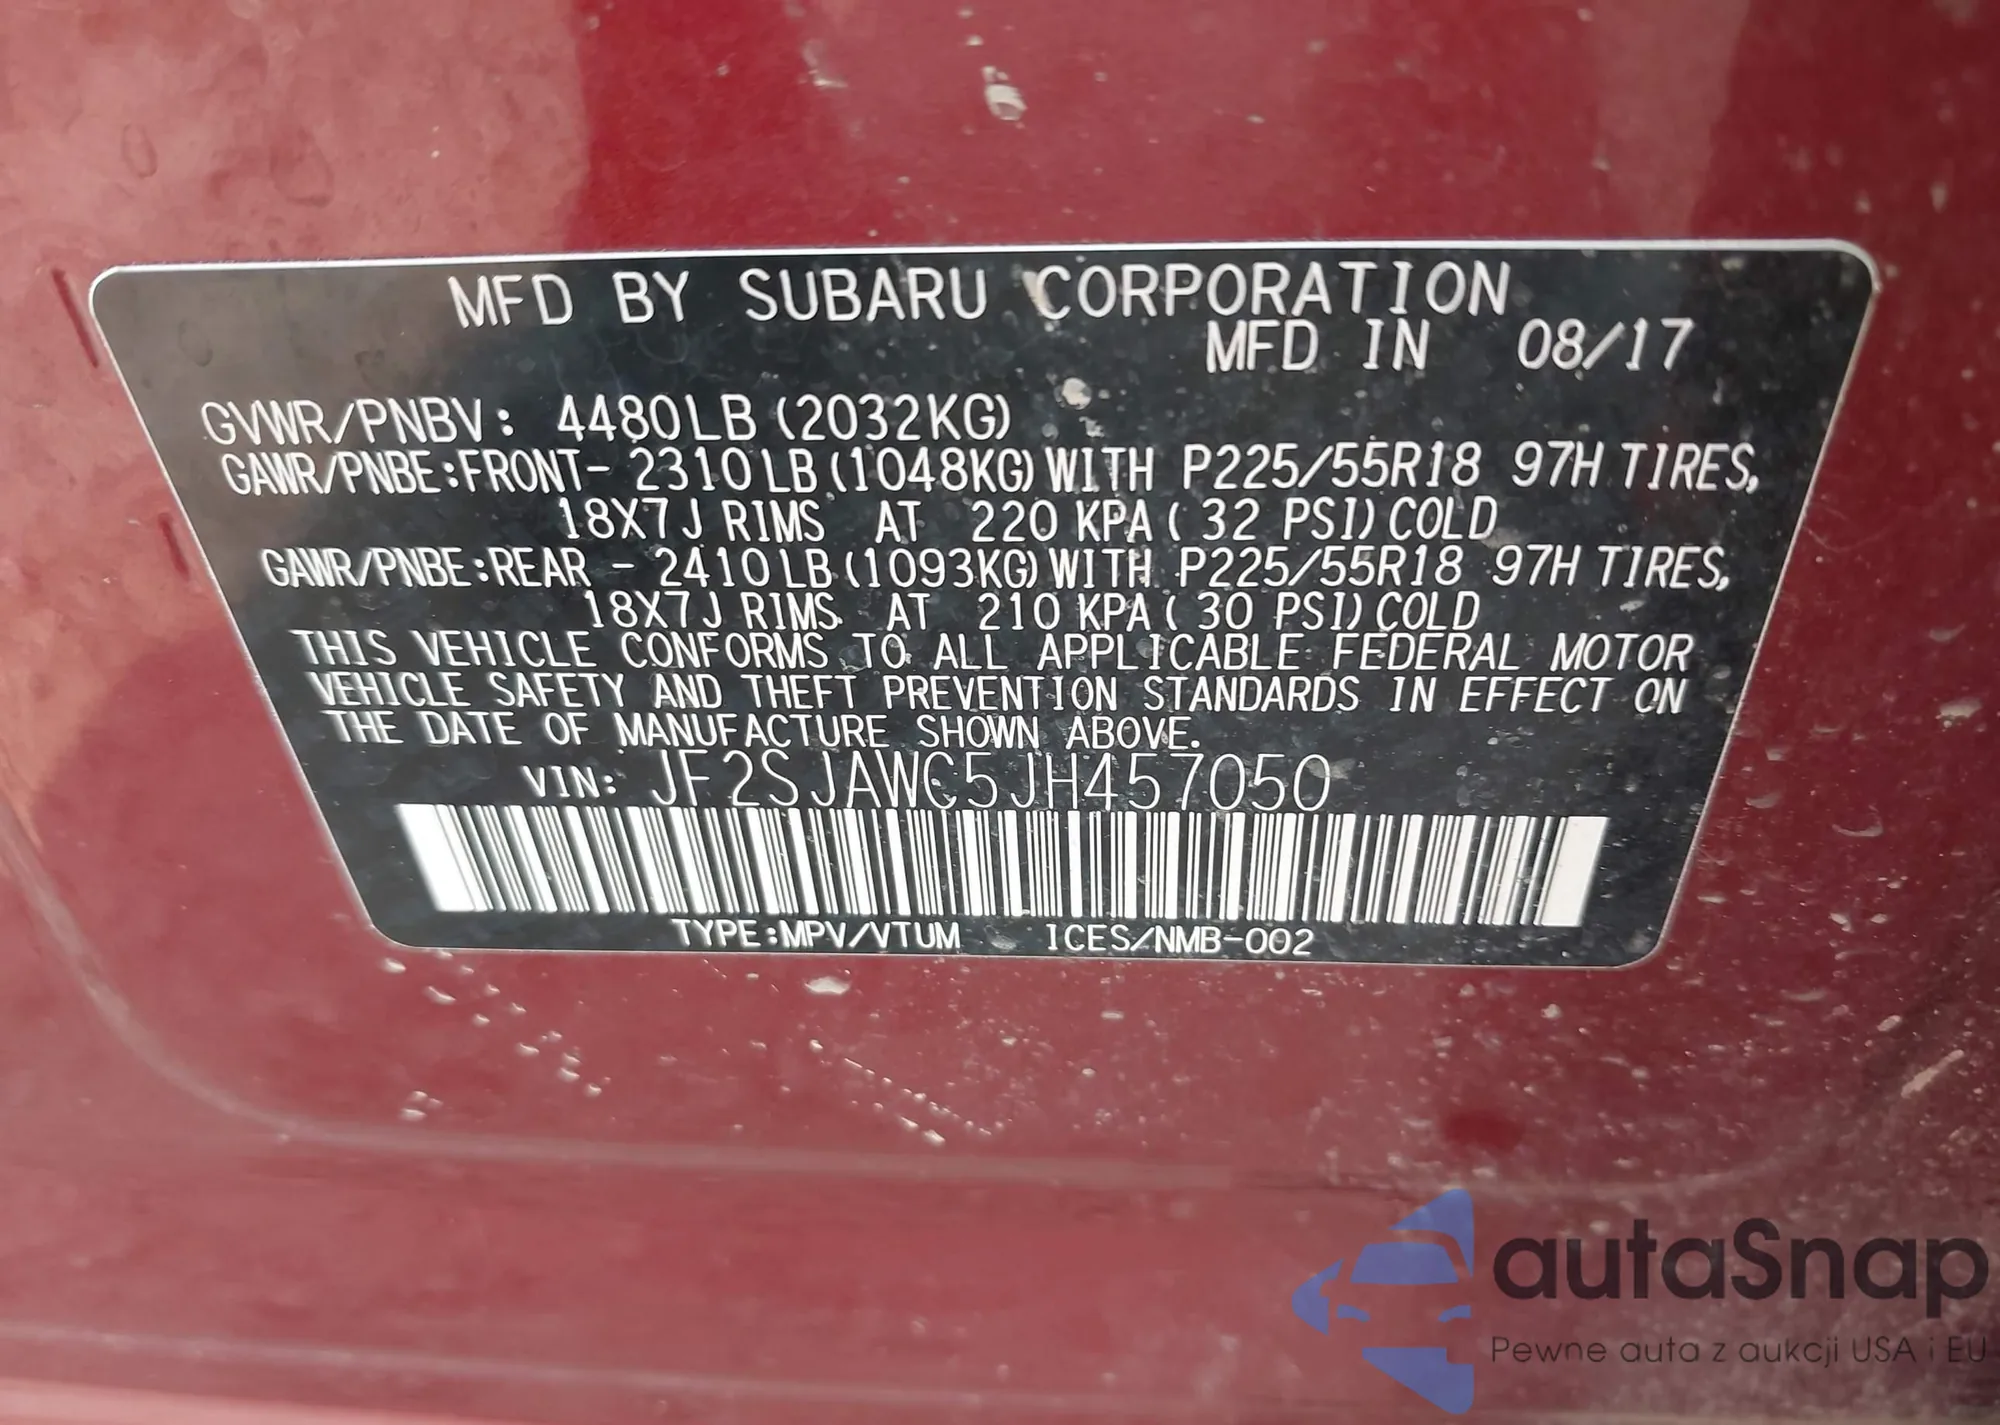 MFD BY SUBARU CORPORATION
MFD IN 08/17
GVWR/PNBV: 4480LB (2032KG)
GAWR/PNBE:FRONT- 2310LB(1048KG)WITH P225/55R18 97H TIRES,
18X7J RIMS AT 220 KPA( 32 PSI)COLD
GAWR/PNBE:REAR - 2410LB(1093KG)WITH P225/55R18 97H TIRES,
18X7J RIMS AT 210 KPA( 30 PSI)COLD
THIS VEHICLE CONFORMS TO ALL APPLICABLE FEDERAL MOTOR
VEHICLE SAFETY AND THEFT PREVENTION STANDARDS IN EFFECT ON
THE DATE OF MANUFACTURE SHOWN ABOVE.
VIN: JF2SJAWC5JH457050
TYPE:MPV/VTUM ICES/NMB-002
autaSnap
Pewne auta z aukcji USA i EU